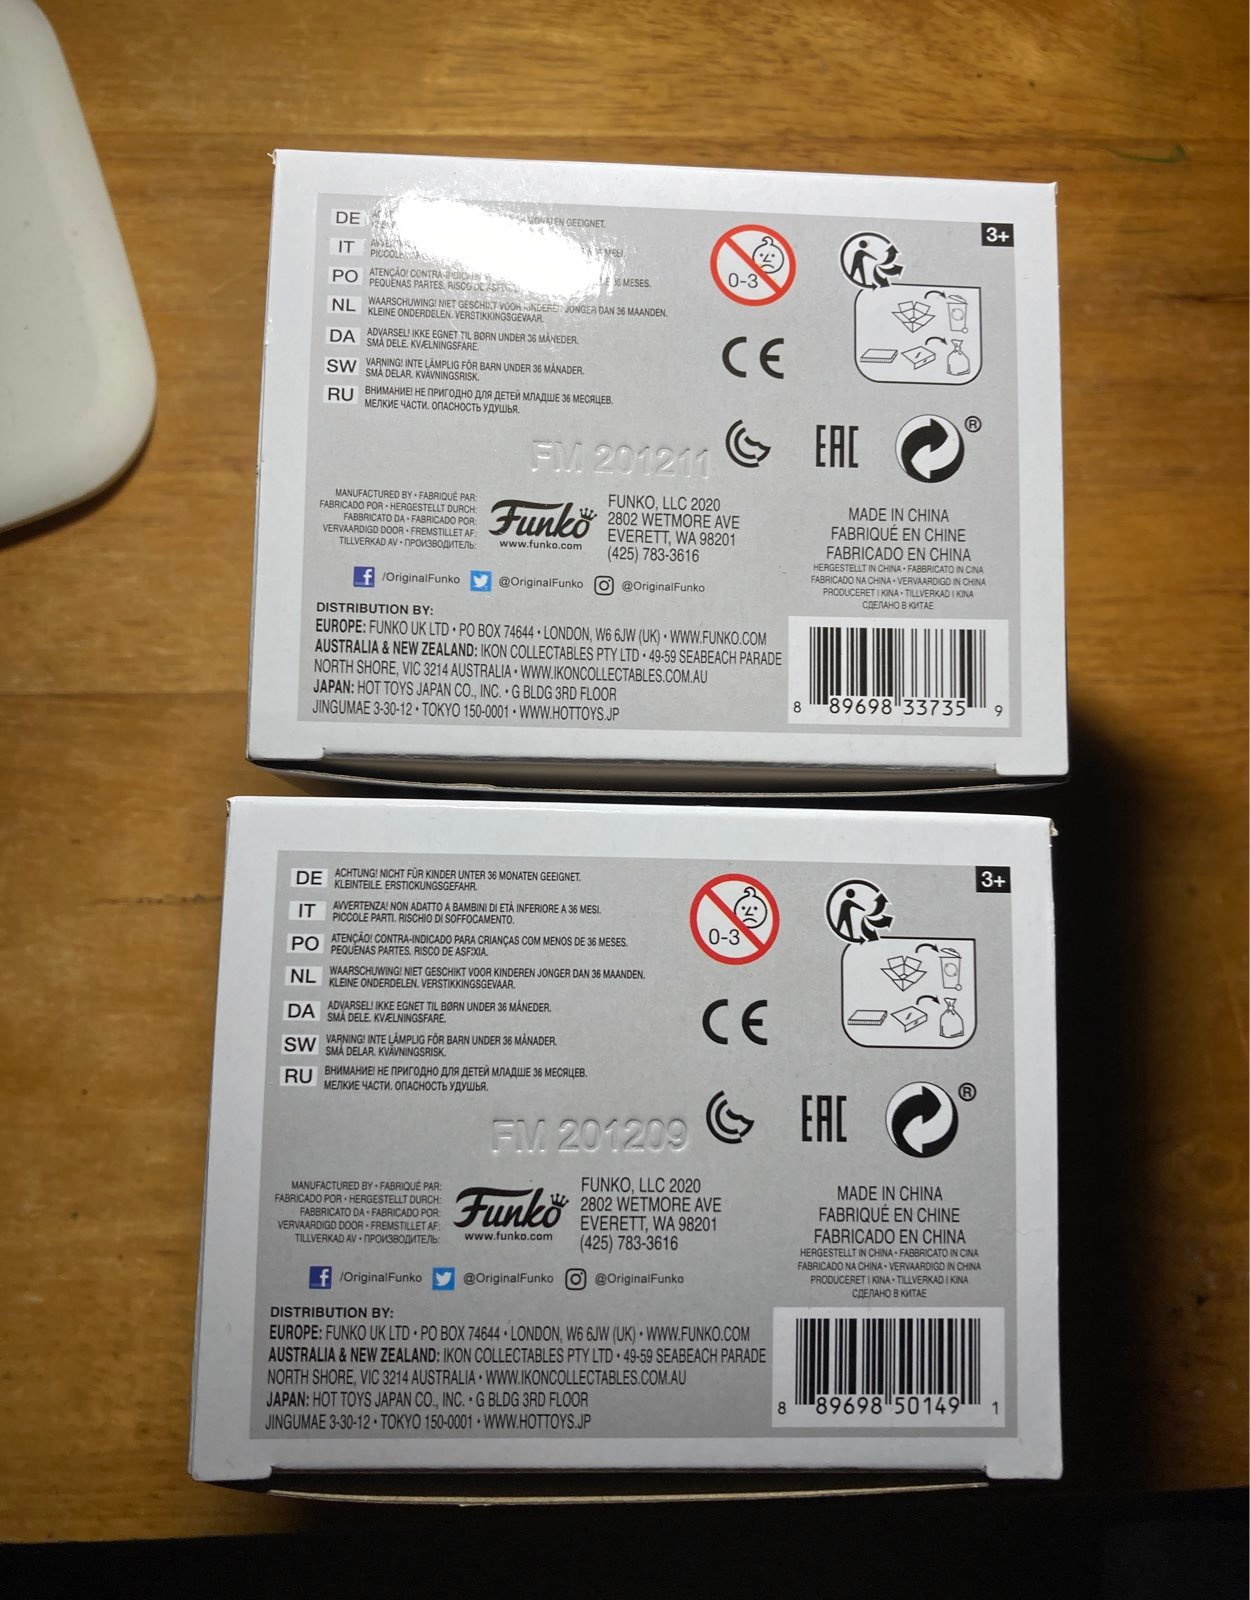 DE
MONATEN GEEIGNET.
IT
PICCOLE
6 MESI.
PO ATENÇÃO! CONTRA-INDIC
36 MESES.
PEQUENAS PARTES. RISCO DE ASFI
NL WAARSCHUWING! NIET GESCHIKT VOOR KINDEREN JONGER DAN 36 MAANDEN.
KLEINE ONDERDELEN. VERSTIKKINGSGEVAAR.
DA ADVARSEL! IKKE EGNET TIL BØRN UNDER 36 MÅNEDER.
SMÅ DELE. KVÆLNINGSFARE.
SW VARNING! INTE LÄMPLIG FÖR BARN UNDER 36 MÅNADER.
SMÅ DELAR. KVÄVNINGSRISK.
RU ВНИМАНИЕ! НЕ ПРИГОДНО ДЛЯ ДЕТЕЙ МЛАДШЕ 36 МЕСЯЦЕВ.
МЕЛКИЕ ЧАСТИ. ОПАСНОСТЬ УДУШЬЯ.
0-3
3+
CE
EAC
®
FM 201211
MANUFACTURED BY • FABRIQUÉ PAR:
FABRICADO POR • HERGESTELLT DURCH:
FABBRICATO DA • FABRICADO POR:
VERVAARDIGD DOOR • FREMSTILLET AF:
TILLVERKAD AV • ПРОИЗВОДИТЕЛЬ:
Funko
www.funko.com
FUNKO, LLC 2020
2802 WETMORE AVE
EVERETT, WA 98201
(425) 783-3616
/OriginalFunko @OriginalFunko @OriginalFunko
MADE IN CHINA
FABRIQUÉ EN CHINE
FABRICADO EN CHINA
HERGESTELLT IN CHINA • FABBRICATO IN CINA
FABRICADO NA CHINA • VERVAARDIGD IN CHINA
PRODUCERET I KINA • TILLVERKAD I KINA
СДЕЛАНО В КИТАЕ
DISTRIBUTION BY:
EUROPE: FUNKO UK LTD • PO BOX 74644 • LONDON, W6 6JW (UK) • WWW.FUNKO.COM
AUSTRALIA & NEW ZEALAND: IKON COLLECTABLES PTY LTD • 49-59 SEABEACH PARADE
NORTH SHORE, VIC 3214 AUSTRALIA • WWW.IKONCOLLECTABLES.COM.AU
JAPAN: HOT TOYS JAPAN CO., INC. • G BLDG 3RD FLOOR
JINGUMAE 3-30-12 • TOKYO 150-0001 • WWW.HOTTOYS.JP
8 89698 33735 9
DE ACHTUNG! NICHT FÜR KINDER UNTER 36 MONATEN GEEIGNET.
KLEINTEILE. ERSTICKUNGSGEFAHR.
IT AVVERTENZA! NON ADATTO A BAMBINI DI ETÀ INFERIORE A 36 MESI.
PICCOLE PARTI. RISCHIO DI SOFFOCAMENTO.
PO ATENÇÃO! CONTRA-INDICADO PARA CRIANÇAS COM MENOS DE 36 MESES.
PEQUENAS PARTES. RISCO DE ASFIXIA.
NL WAARSCHUWING! NIET GESCHIKT VOOR KINDEREN JONGER DAN 36 MAANDEN.
KLEINE ONDERDELEN. VERSTIKKINGSGEVAAR.
DA ADVARSEL! IKKE EGNET TIL BØRN UNDER 36 MÅNEDER.
SMÅ DELE. KVÆLNINGSFARE.
SW VARNING! INTE LÄMPLIG FÖR BARN UNDER 36 MÅNADER.
SMÅ DELAR. KVÄVNINGSRISK.
RU ВНИМАНИЕ! НЕ ПРИГОДНО ДЛЯ ДЕТЕЙ МЛАДШЕ 36 МЕСЯЦЕВ.
МЕЛКИЕ ЧАСТИ. ОПАСНОСТЬ УДУШЬЯ.
0-3
3+
CE
EAC
®
FM 201209
MANUFACTURED BY • FABRIQUÉ PAR:
FABRICADO POR • HERGESTELLT DURCH:
FABBRICATO DA • FABRICADO POR:
VERVAARDIGD DOOR • FREMSTILLET AF:
TILLVERKAD AV • ПРОИЗВОДИТЕЛЬ:
Funko
www.funko.com
FUNKO, LLC 2020
2802 WETMORE AVE
EVERETT, WA 98201
(425) 783-3616
/OriginalFunko @OriginalFunko @OriginalFunko
MADE IN CHINA
FABRIQUÉ EN CHINE
FABRICADO EN CHINA
HERGESTELLT IN CHINA • FABBRICATO IN CINA
FABRICADO NA CHINA • VERVAARDIGD IN CHINA
PRODUCERET I KINA • TILLVERKAD I KINA
СДЕЛАНО В КИТАЕ
DISTRIBUTION BY:
EUROPE: FUNKO UK LTD • PO BOX 74644 • LONDON, W6 6JW (UK) • WWW.FUNKO.COM
AUSTRALIA & NEW ZEALAND: IKON COLLECTABLES PTY LTD • 49-59 SEABEACH PARADE
NORTH SHORE, VIC 3214 AUSTRALIA • WWW.IKONCOLLECTABLES.COM.AU
JAPAN: HOT TOYS JAPAN CO., INC. • G BLDG 3RD FLOOR
JINGUMAE 3-30-12 • TOKYO 150-0001 • WWW.HOTTOYS.JP
8 89698 50149 1